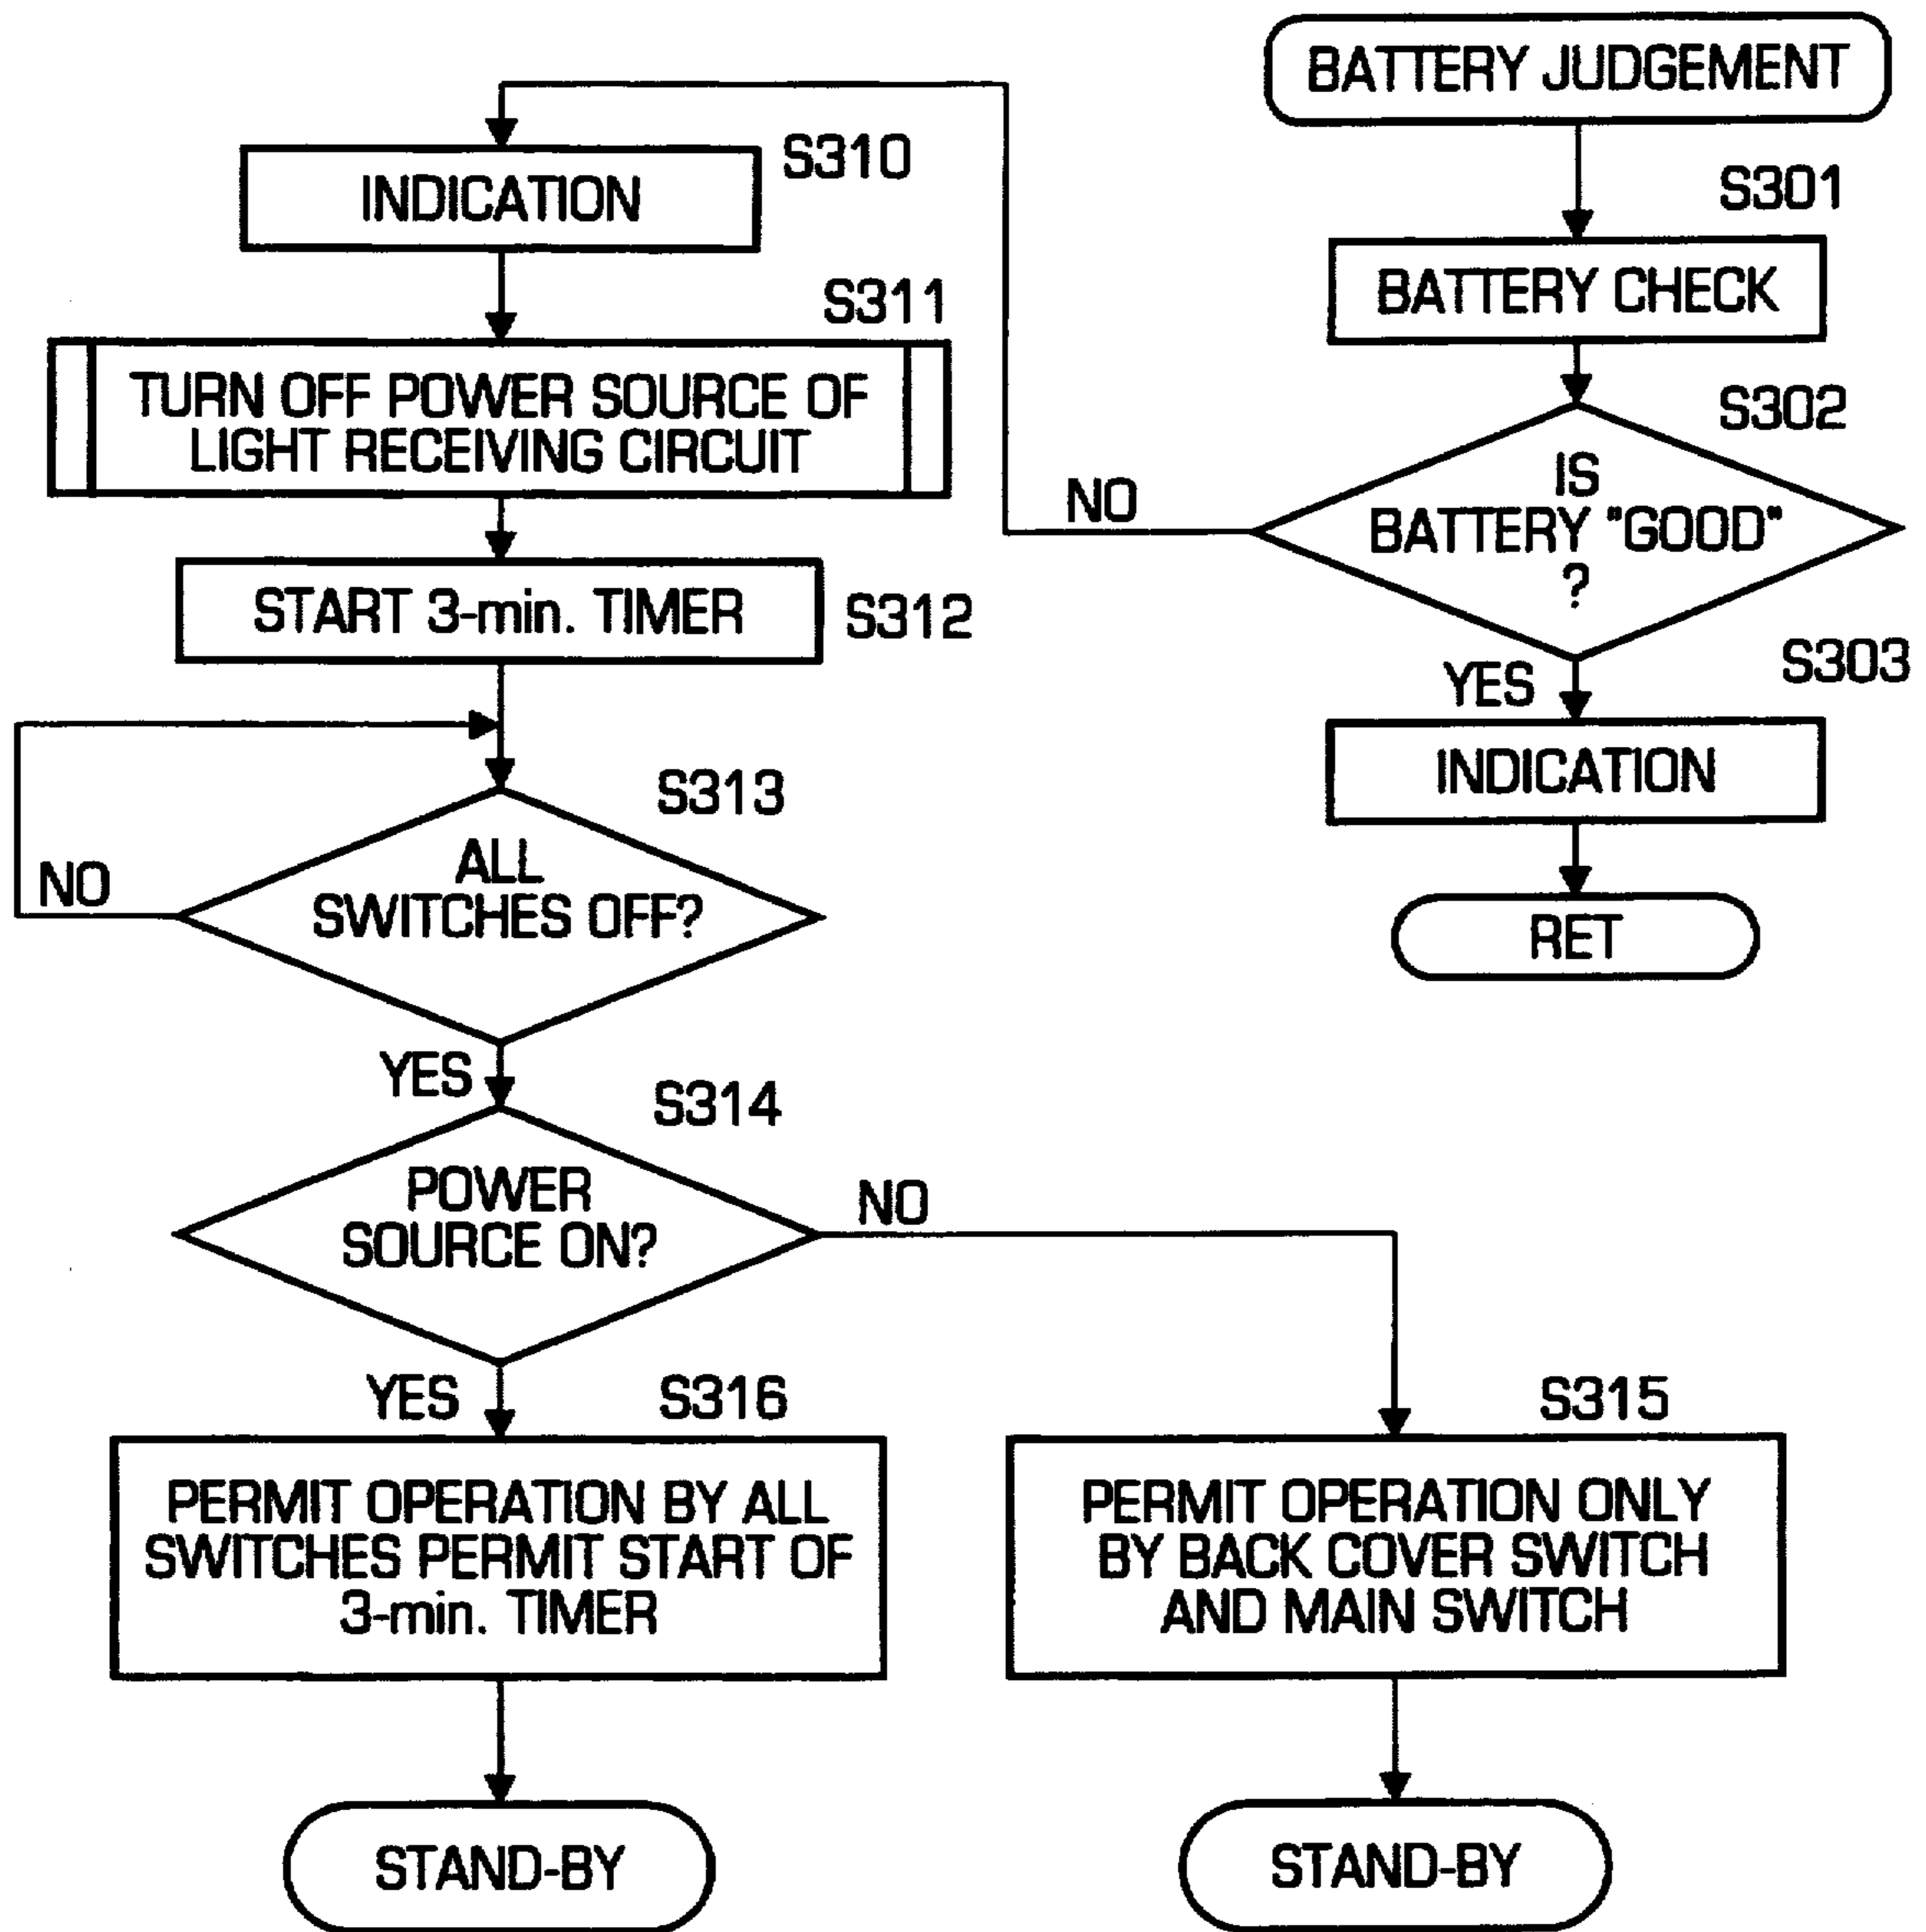 BATTERY JUDGEMENT
S301
BATTERY CHECK
S302
IS
BATTERY "GOOD"
?
NO
YES
S303
INDICATION
RET
S310
INDICATION
S311
TURN OFF POWER SOURCE OF
LIGHT RECEIVING CIRCUIT
START 3-min. TIMER
S312
S313
ALL
SWITCHES OFF?
NO
YES
S314
POWER
SOURCE ON?
NO
YES
S316
PERMIT OPERATION BY ALL
SWITCHES PERMIT START OF
3-min. TIMER
STAND-BY
S315
PERMIT OPERATION ONLY
BY BACK COVER SWITCH
AND MAIN SWITCH
STAND-BY